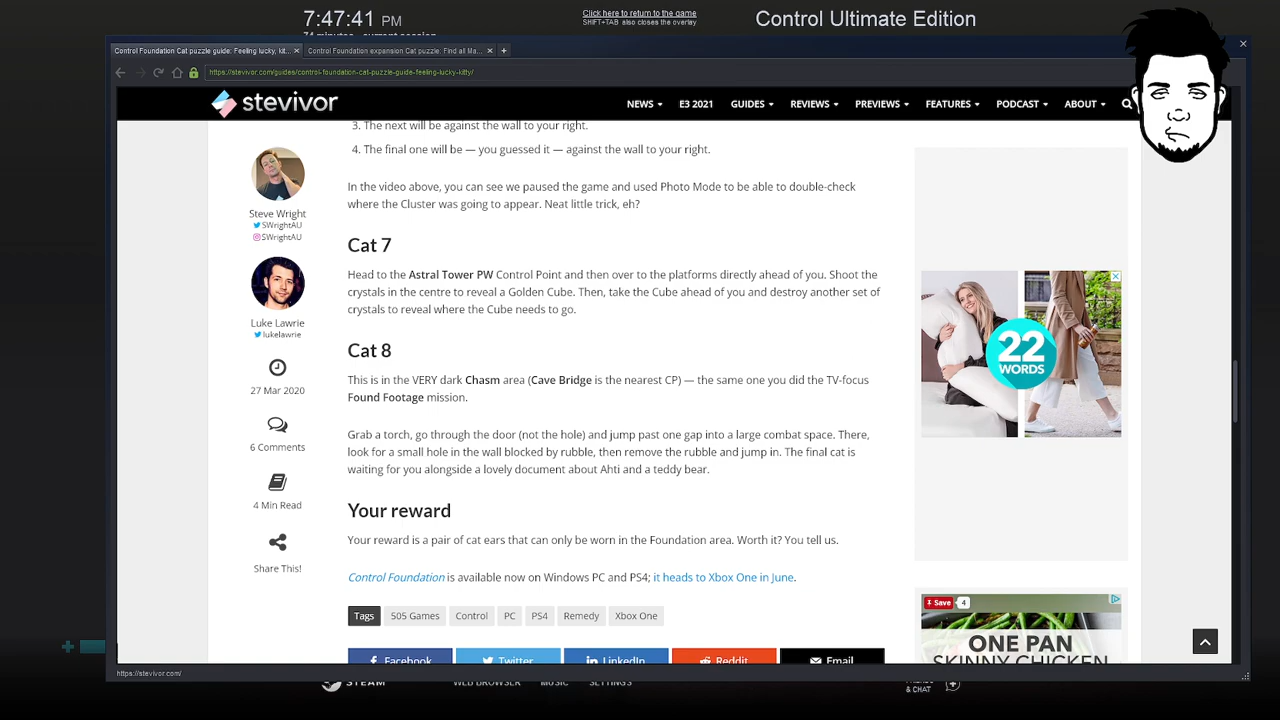 7:47:41 PM
Click here to return to the game
SHIFT+TAB also closes the overlay
Control Ultimate Edition
74 minutes - current session
Control Foundation Cat puzzle guide: Feeling lucky, kit...
Control Foundation expansion Cat puzzle: Find all Ma...
https://stevivor.com/guides/control-foundation-cat-puzzle-guide-feeling-lucky-kitty/
stevivor
NEWS
E3 2021
GUIDES
REVIEWS
PREVIEWS
FEATURES
PODCAST
ABOUT
3. The next will be against the wall to your right.
4. The final one will be — you guessed it — against the wall to your right.
In the video above, you can see we paused the game and used Photo Mode to be able to double-check
where the Cluster was going to appear. Neat little trick, eh?
Steve Wright
SWrightAU
SWrightAU
Cat 7
Head to the Astral Tower PW Control Point and then over to the platforms directly ahead of you. Shoot the
crystals in the centre to reveal a Golden Cube. Then, take the Cube ahead of you and destroy another set of
crystals to reveal where the Cube needs to go.
Luke Lawrie
lukelawrie
Cat 8
This is in the VERY dark Chasm area (Cave Bridge is the nearest CP) — the same one you did the TV-focus
Found Footage mission.
27 Mar 2020
6 Comments
4 Min Read
Share This!
Grab a torch, go through the door (not the hole) and jump past one gap into a large combat space. There,
look for a small hole in the wall blocked by rubble, then remove the rubble and jump in. The final cat is
waiting for you alongside a lovely document about Ahti and a teddy bear.
Your reward
Your reward is a pair of cat ears that can only be worn in the Foundation area. Worth it? You tell us.
Control Foundation is available now on Windows PC and PS4; it heads to Xbox One in June.
Tags
505 Games
Control
PC
PS4
Remedy
Xbox One
Facebook
Twitter
LinkedIn
Reddit
Email
22
WORDS
Save
4
ONE PAN
SKINNY CHICKEN
https://stevivor.com/
STEAM
WEB BROWSER
MUSIC
SETTINGS
FRIENDS
& CHAT